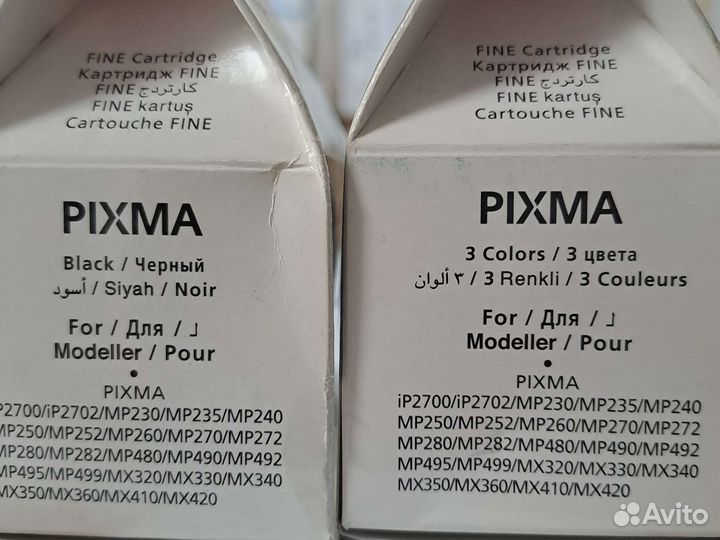 FINE Cartridge
Картридж FINE
FINE كارتردج
FINE kartuş
Cartouche FINE
PIXMA
Black / Черный
أسود / Siyah / Noir
For / Для / ل
Modeller / Pour
PIXMA
P2700/iP2702/MP230/MP235/MP240
MP250/MP252/MP260/MP270/MP272
MP280/MP282/MP480/MP490/MP492
MP495/MP499/MX320/MX330/MX340
MX350/MX360/MX410/MX420
FINE Cartridge
Картридж FINE
FINE كارتردج
FINE kartuş
Cartouche FINE
PIXMA
3 Colors / 3 цвета
٣ ألوان / 3 Renkli / 3 Couleurs
For / Для / ل
Modeller / Pour
PIXMA
iP2700/iP2702/MP230/MP235/MP240
MP250/MP252/MP260/MP270/MP272
MP280/MP282/MP480/MP490/MP492
MP495/MP499/MX320/MX330/MX340
MX350/MX360/MX410/MX420
Avito